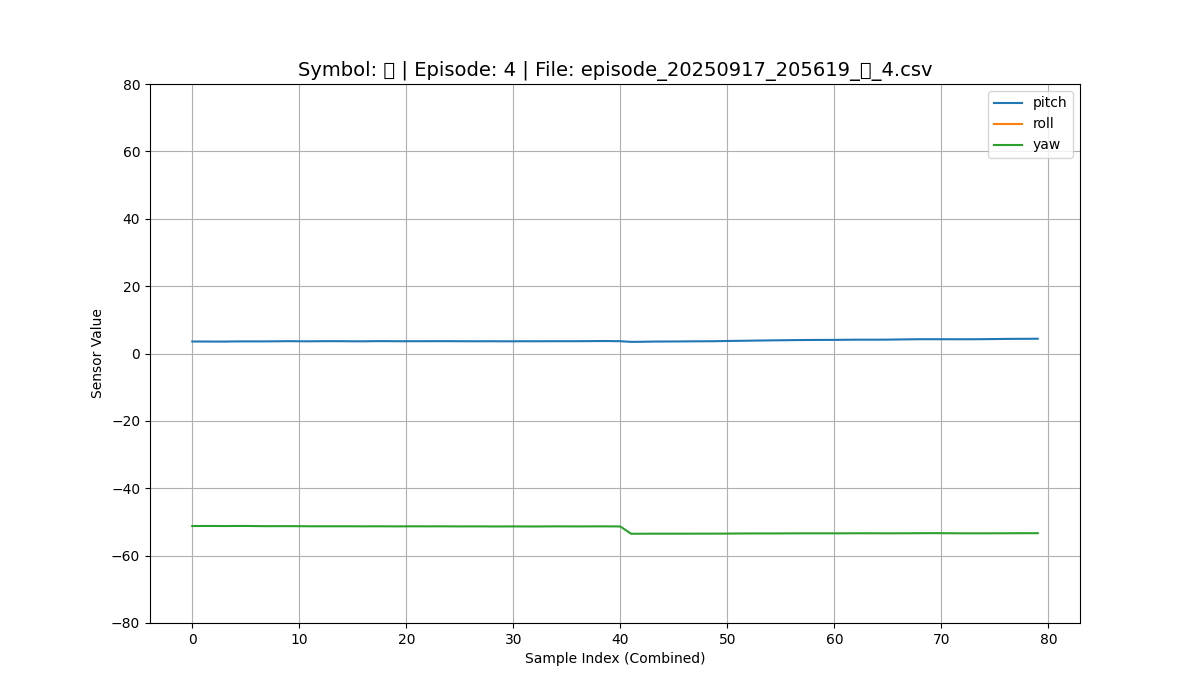 Symbol: | Episode: 4 | File: episode_20250917_205619__4.csv
80
60
40
20
0
−20
−40
−60
−80
Sensor Value
pitch
roll
yaw
0 10 20 30 40 50 60 70 80
Sample Index (Combined)